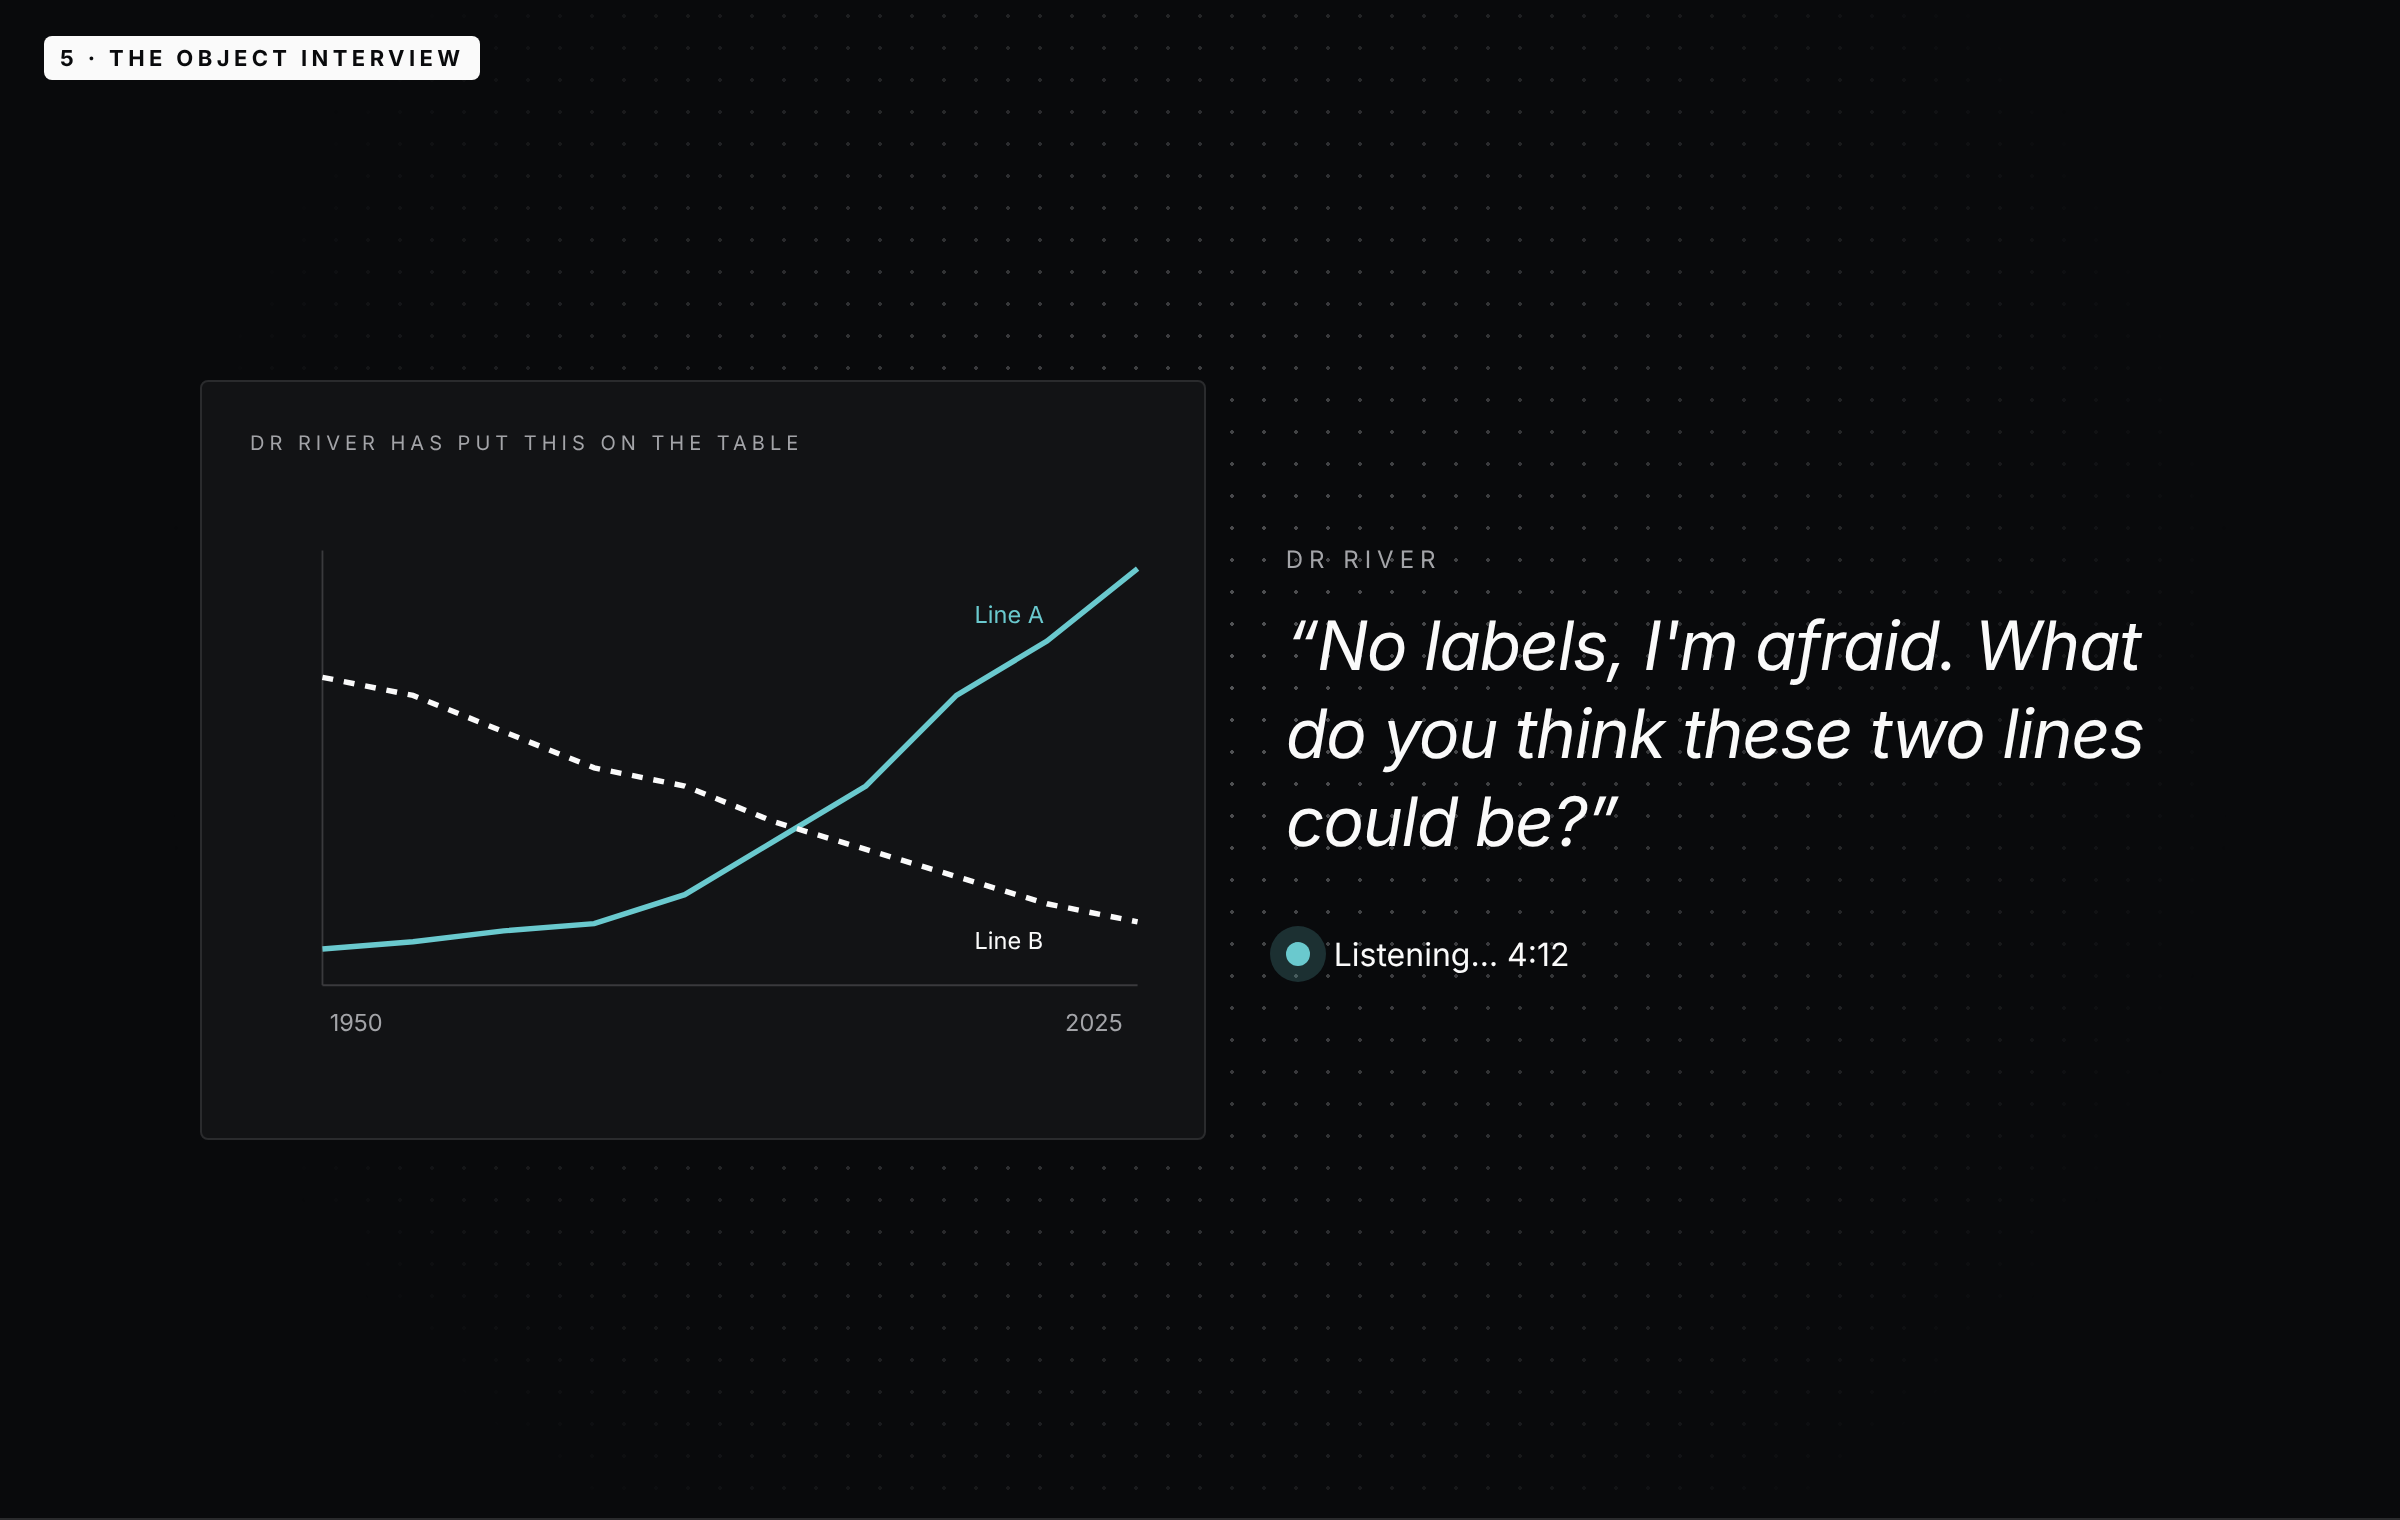 5 · THE OBJECT INTERVIEW
DR RIVER HAS PUT THIS ON THE TABLE
Line A
Line B
1950
2025
DR RIVER
“No labels, I'm afraid. What
do you think these two lines
could be?”
Listening... 4:12